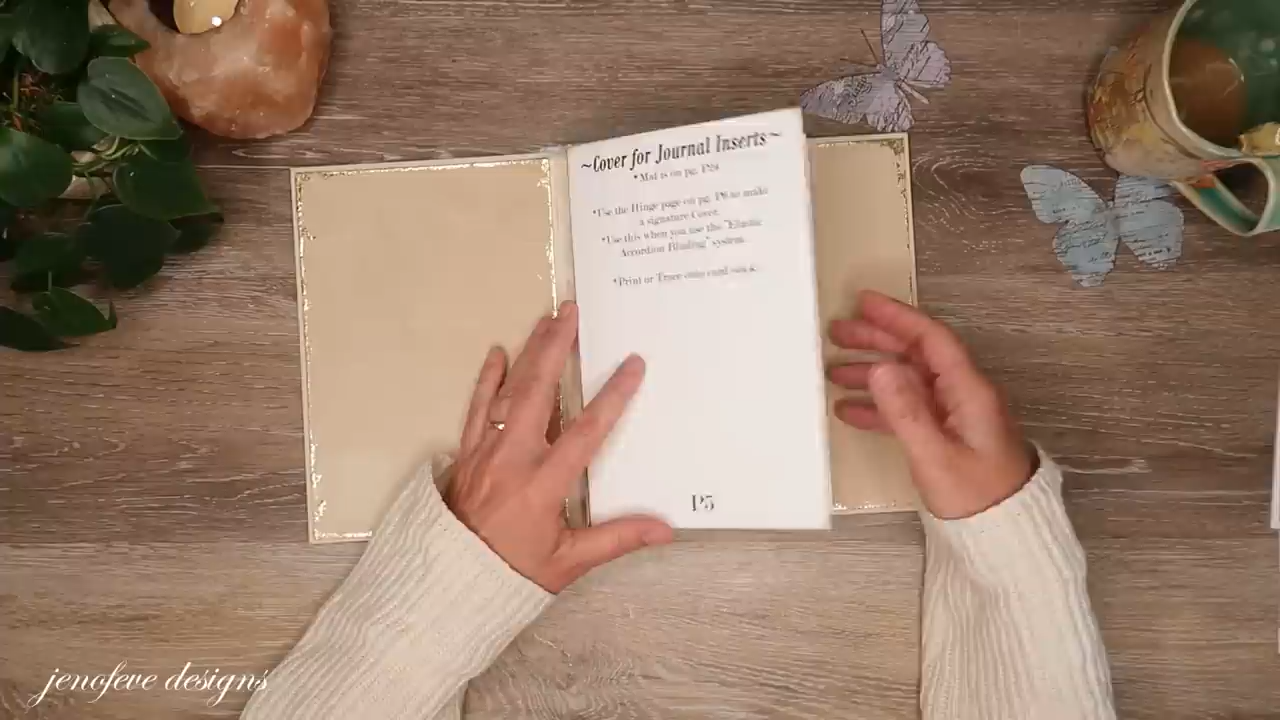 ~Cover for Journal Inserts~
*Mat is on pg. P24
*Use the Hinge page on pg. P6 to make
a signature Cover.
*Use this when you use the "Elastic
Accordion Binding" system.
*Print or Trace onto card stock.
P5
jenofeve designs